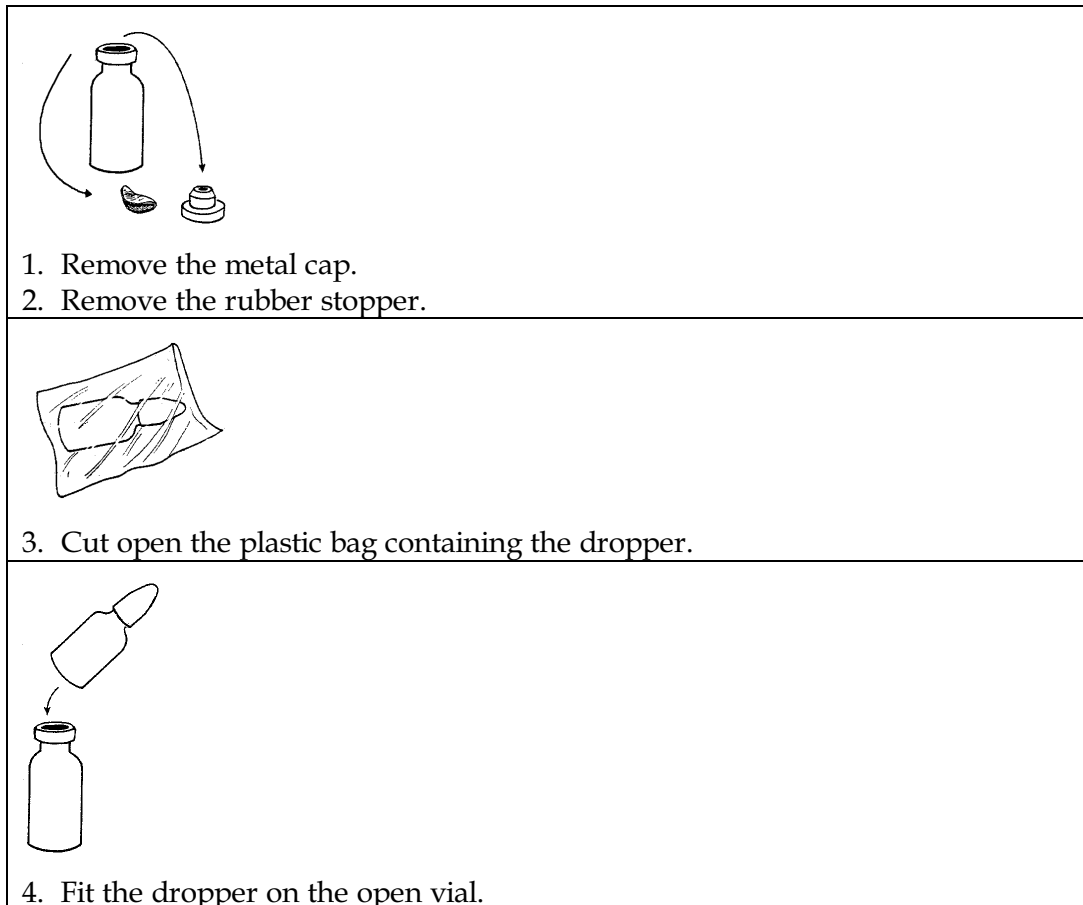 1. Remove the metal cap.
2. Remove the rubber stopper.
3. Cut open the plastic bag containing the dropper.
4. Fit the dropper on the open vial.